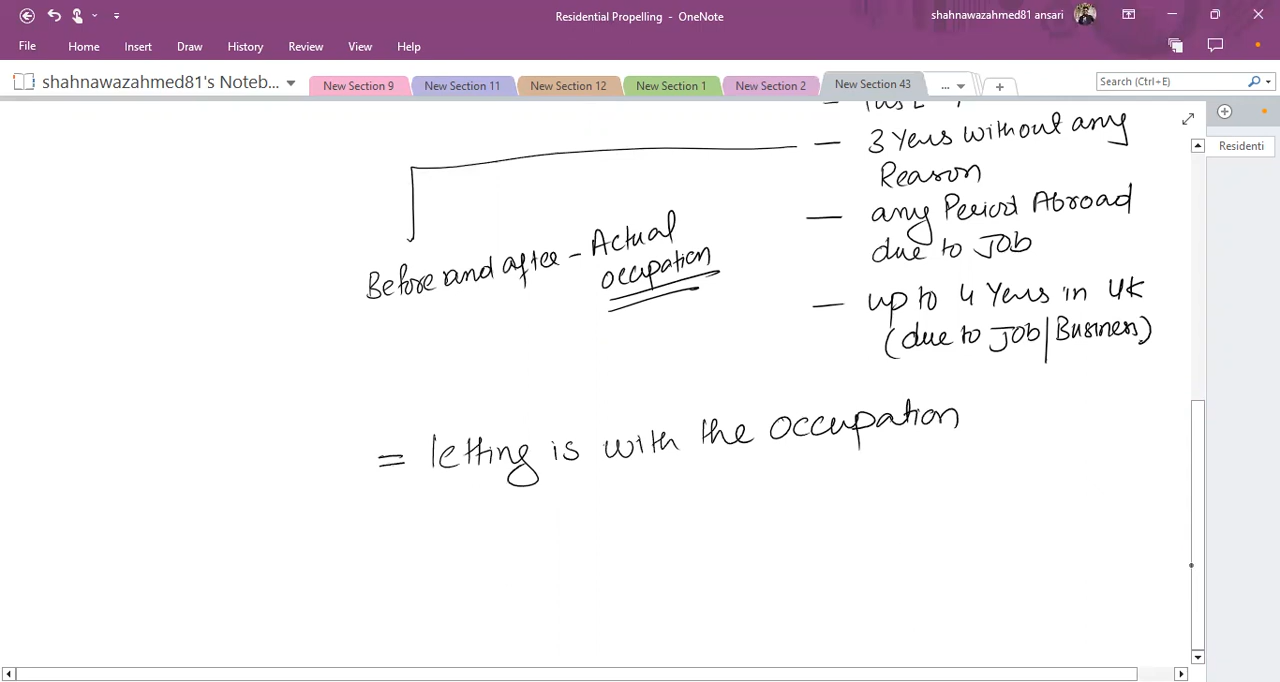 Residential Propelling - OneNote
shahnawazahmed81 ansari
File Home Insert Draw History Review View Help
shahnawazahmed81's Noteb...
New Section 9 New Section 11 New Section 12 New Section 1 New Section 2 New Section 43 ...
Search (Ctrl+E)
Residenti
— 3 Years without any
Reason
— any Period Abroad
due to Job
— up to 4 Years in UK
(due to Job|Business)
Before and after - Actual
occupation
= letting is with the occupation